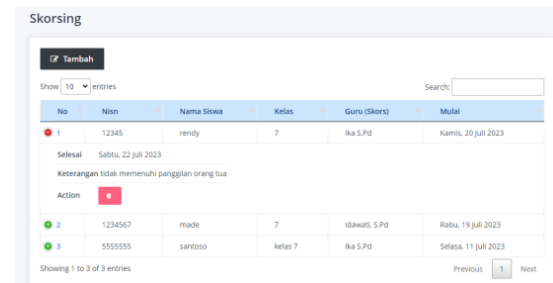 Skorsing
Tambah
Show 10 entries Search:
No Nisn Nama Siswa Kelas Guru (Skors) Mulai
1 12345 rendy 7 Ika S.Pd Kamis, 20 Juli 2023
Selesai Sabtu, 22 Juli 2023
Keterangan tidak memenuhi panggilan orang tua
Action
2 1234567 made 7 Idawati, S.Pd Rabu, 19 Juli 2023
3 5555555 santoso kelas 7 Ika S.Pd Selasa, 11 Juli 2023
Showing 1 to 3 of 3 entries Previous 1 Next